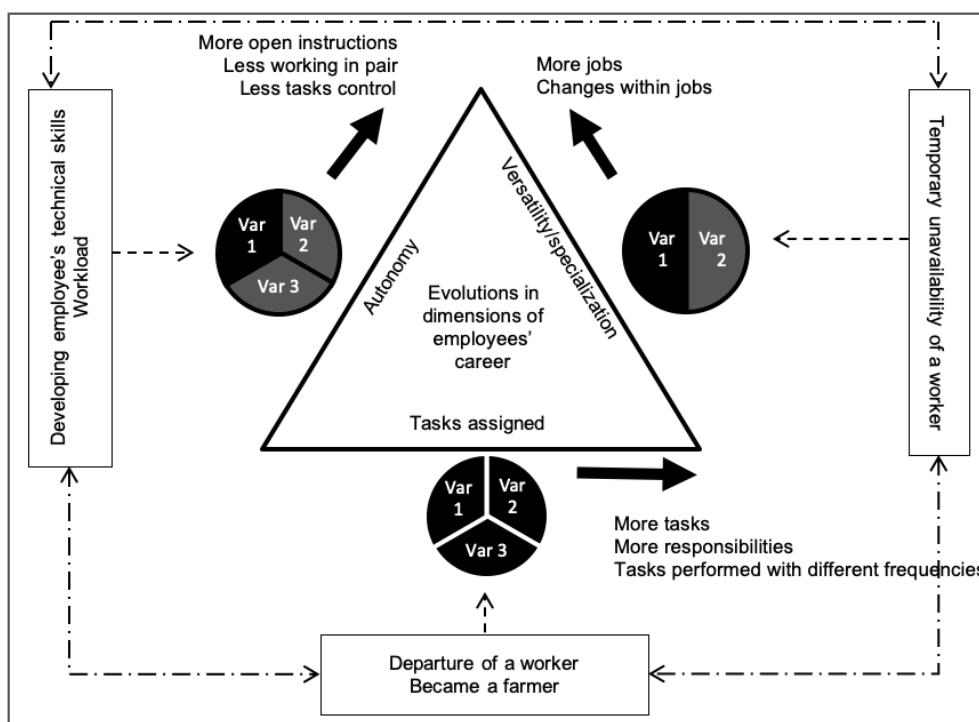 More open instructions
Less working in pair
Less tasks control
More jobs
Changes within jobs
Developing employee's technical skills
Workload
Var
1
Var
2
Var 3
Autonomy
Versatility/specialization
Evolutions in
dimensions of
employees'
career
Tasks assigned
Var
1
Var
2
Temporary unavailability of a worker
Var
1
Var
2
Var 3
More tasks
More responsibilities
Tasks performed with different frequencies
Departure of a worker
Became a farmer